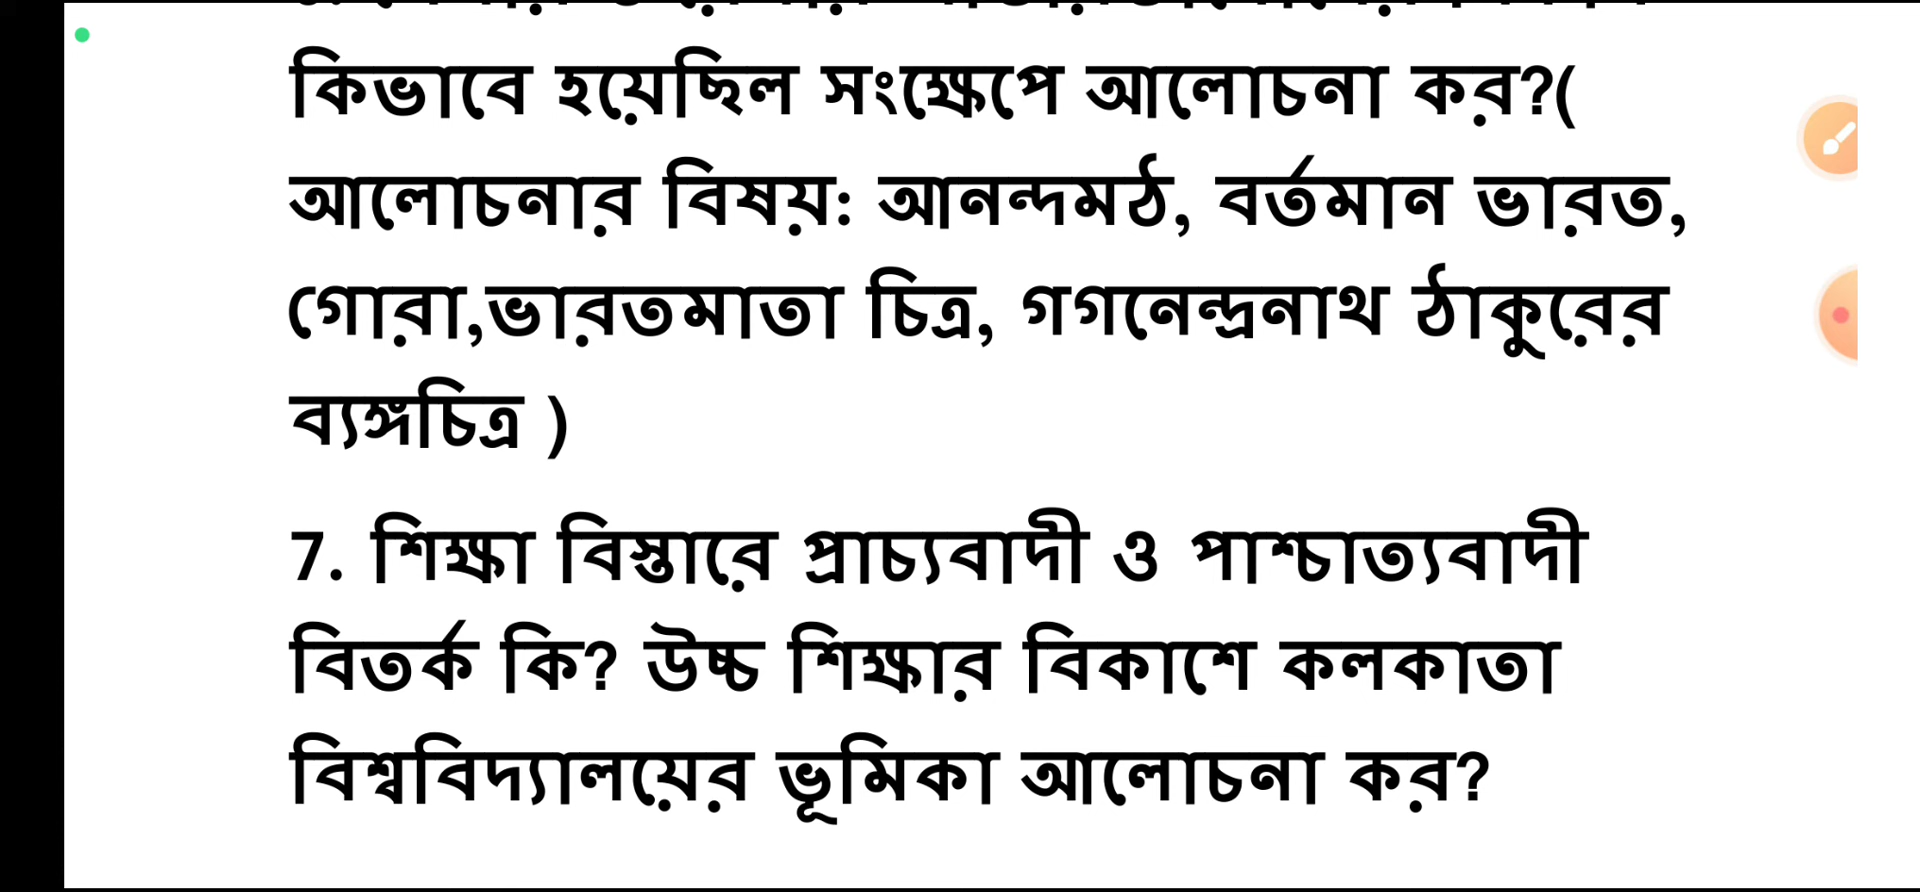 কিভাবে হয়েছিল সংক্ষেপে আলোচনা কর?(
আলোচনার বিষয়: আনন্দমঠ, বর্তমান ভারত,
গোরা,ভারতমাতা চিত্র, গগনেন্দ্রনাথ ঠাকুরের
ব্যঙ্গচিত্র )
7. শিক্ষা বিস্তারে প্রাচ্যবাদী ও পাশ্চাত্যবাদী
বিতর্ক কি? উচ্চ শিক্ষার বিকাশে কলকাতা
বিশ্ববিদ্যালয়ের ভূমিকা আলোচনা কর?